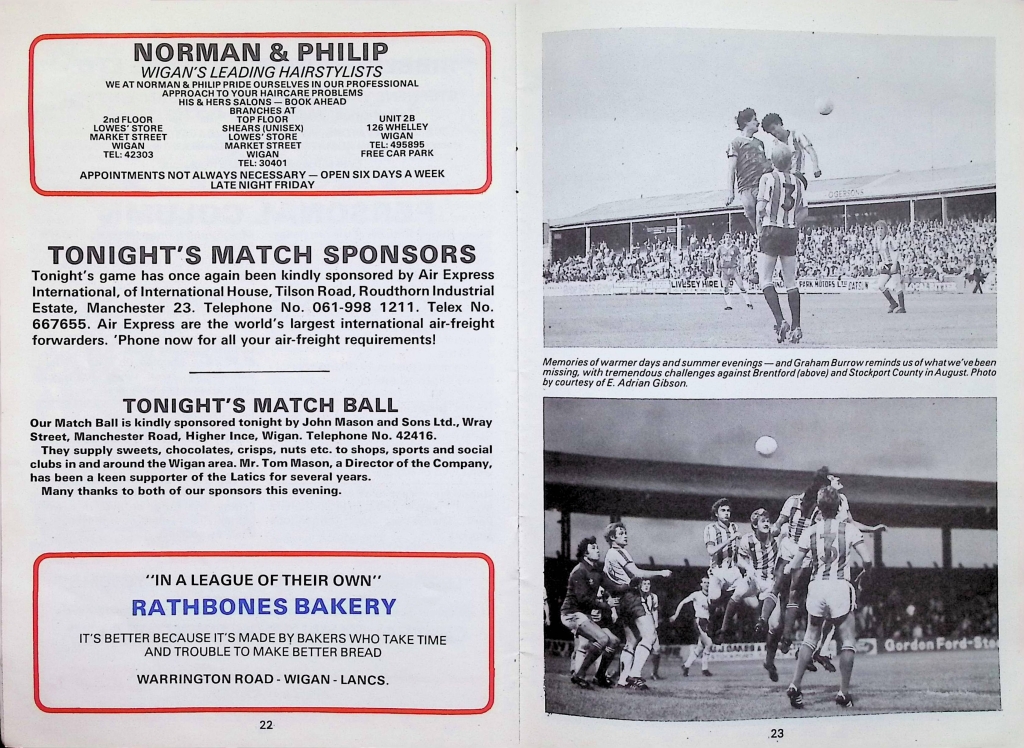 NORMAN & PHILIP
WIGAN'S LEADING HAIRSTYLISTS
WE AT NORMAN & PHILIP PRIDE OURSELVES IN OUR PROFESSIONAL
APPROACH TO YOUR HAIRCARE PROBLEMS
HIS & HERS SALONS — BOOK AHEAD
BRANCHES AT
2nd FLOOR
LOWES' STORE
MARKET STREET
WIGAN
TEL: 42303
TOP FLOOR
SHEARS (UNISEX)
LOWES' STORE
MARKET STREET
WIGAN
TEL: 30401
UNIT 2B
126 WHELLEY
WIGAN
TEL: 495895
FREE CAR PARK
APPOINTMENTS NOT ALWAYS NECESSARY — OPEN SIX DAYS A WEEK
LATE NIGHT FRIDAY
TONIGHT'S MATCH SPONSORS
Tonight's game has once again been kindly sponsored by Air Express
International, of International House, Tilson Road, Roudthorn Industrial
Estate, Manchester 23. Telephone No. 061-998 1211. Telex No.
667655. Air Express are the world's largest international air-freight
forwarders. 'Phone now for all your air-freight requirements!
TONIGHT'S MATCH BALL
Our Match Ball is kindly sponsored tonight by John Mason and Sons Ltd., Wray
Street, Manchester Road, Higher Ince, Wigan. Telephone No. 42416.
They supply sweets, chocolates, crisps, nuts etc. to shops, sports and social
clubs in and around the Wigan area. Mr. Tom Mason, a Director of the Company,
has been a keen supporter of the Latics for several years.
Many thanks to both of our sponsors this evening.
"IN A LEAGUE OF THEIR OWN"
RATHBONES BAKERY
IT'S BETTER BECAUSE IT'S MADE BY BAKERS WHO TAKE TIME
AND TROUBLE TO MAKE BETTER BREAD
WARRINGTON ROAD - WIGAN - LANCS.
22
3
LIVLSEY HIRE
PARK MOTORS LTD
LOCAL BITTER
Memories of warmer days and summer evenings — and Graham Burrow reminds us of what we've been
missing, with tremendous challenges against Brentford (above) and Stockport County in August. Photo
by courtesy of E. Adrian Gibson.
Gordon Ford-Sto
23